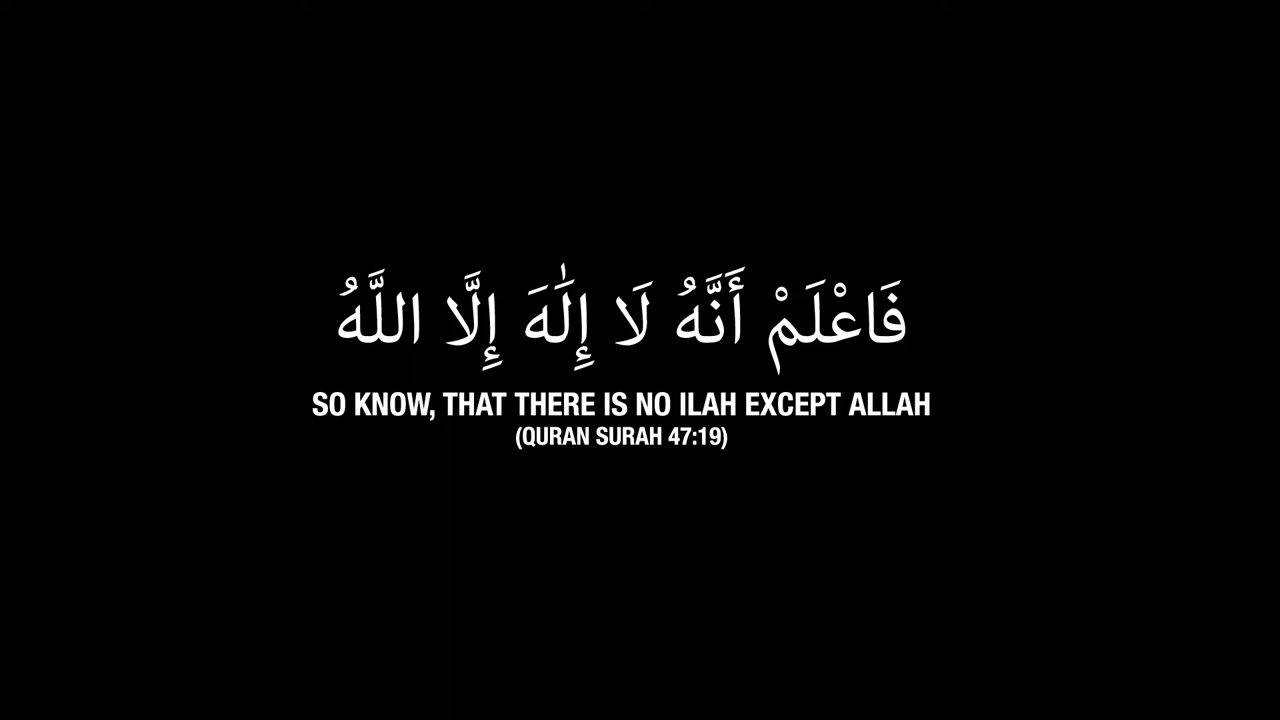 فَاعْلَمْ أَنَّهُ لَا إِلَٰهَ إِلَّا اللَّهُ
SO KNOW, THAT THERE IS NO ILAH EXCEPT ALLAH
(QURAN SURAH 47:19)